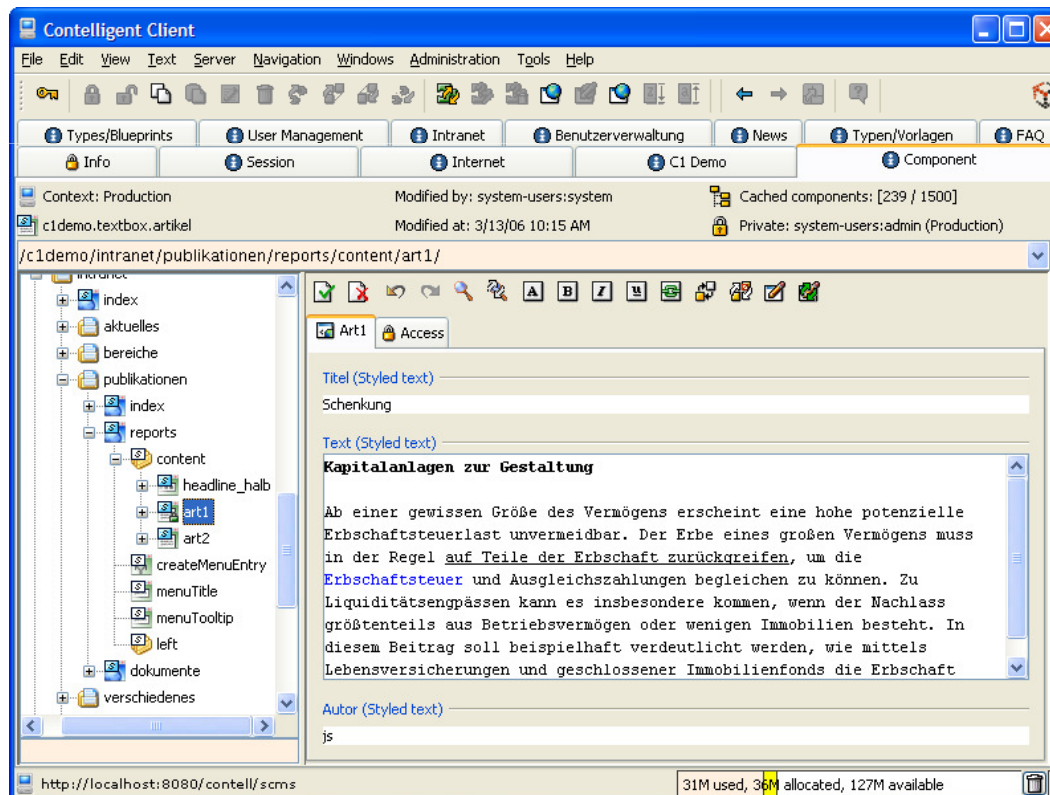 Contelligent Client
File Edit View Text Server Navigation Windows Administration Tools Help
Types/Blueprints User Management Intranet Benutzerverwaltung News Typen/Vorlagen FAQ
Info Session Internet C1 Demo Component
Context: Production Modified by: system-users:system Cached components: [239 / 1500]
c1demo.textbox.artikel Modified at: 3/13/06 10:15 AM Private: system-users:admin (Production)
/c1demo/intranet/publikationen/reports/content/art1/
intranet
index
aktuelles
bereiche
publikationen
index
reports
content
headline_halb
art1
art2
createMenuEntry
menuTitle
menuTooltip
left
dokumente
verschiedenes
A B I U
Art1 Access
Titel (Styled text)
Schenkung
Text (Styled text)
Kapitalanlagen zur Gestaltung
Ab einer gewissen Größe des Vermögens erscheint eine hohe potenzielle
Erbschaftsteuerlast unvermeidbar. Der Erbe eines großen Vermögens muss
in der Regel auf Teile der Erbschaft zurückgreifen, um die
Erbschaftsteuer und Ausgleichszahlungen begleichen zu können. Zu
Liquiditätsengpässen kann es insbesondere kommen, wenn der Nachlass
größtenteils aus Betriebsvermögen oder wenigen Immobilien besteht. In
diesem Beitrag soll beispielhaft verdeutlicht werden, wie mittels
Lebensversicherungen und geschlossener Immobilienfonds die Erbschaft
Autor (Styled text)
js
http://localhost:8080/contell/scms 31M used, 36M allocated, 127M available